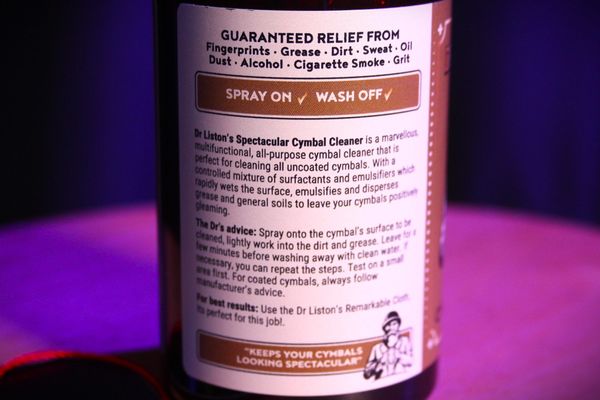 GUARANTEED RELIEF FROM
Fingerprints · Grease · Dirt · Sweat · Oil
Dust · Alcohol · Cigarette Smoke · Grit
SPRAY ON ✓ WASH OFF ✓
Dr Liston's Spectacular Cymbal Cleaner is a marvellous,
multifunctional, all-purpose cymbal cleaner that is
perfect for cleaning all uncoated cymbals. With a
controlled mixture of surfactants and emulsifiers which
rapidly wets the surface, emulsifies and disperses
grease and general soils to leave your cymbals positively
gleaming.
The Dr's advice: Spray onto the cymbal's surface to be
cleaned, lightly work into the dirt and grease. Leave for a
few minutes before washing away with clean water. If
necessary, you can repeat the steps. Test on a small
area first. For coated cymbals, always follow
manufacturer's advice.
For best results: Use the Dr Liston's Remarkable Cloth,
its perfect for this job!.
"KEEPS YOUR CYMBALS
LOOKING SPECTACULAR"